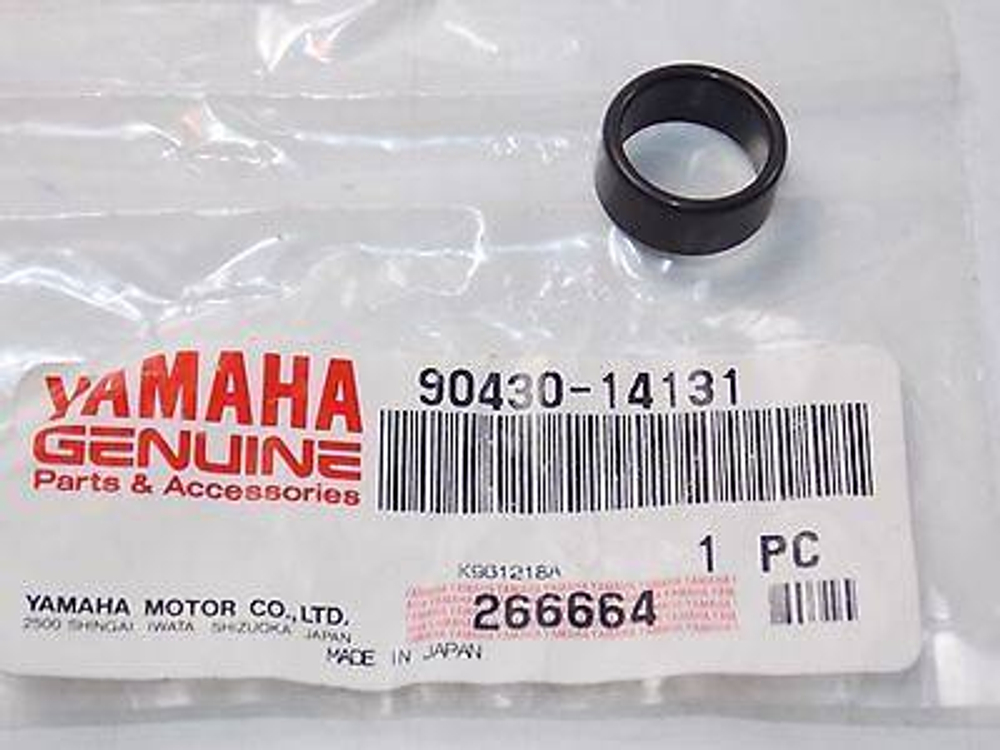 YAMAHA
GENUINE
Parts & Accessories
90430-14131
1 PC
266664
YAMAHA MOTOR CO., LTD.
2500 SHINGAI IWATA SHIZUOKA JAPAN
MADE IN JAPAN